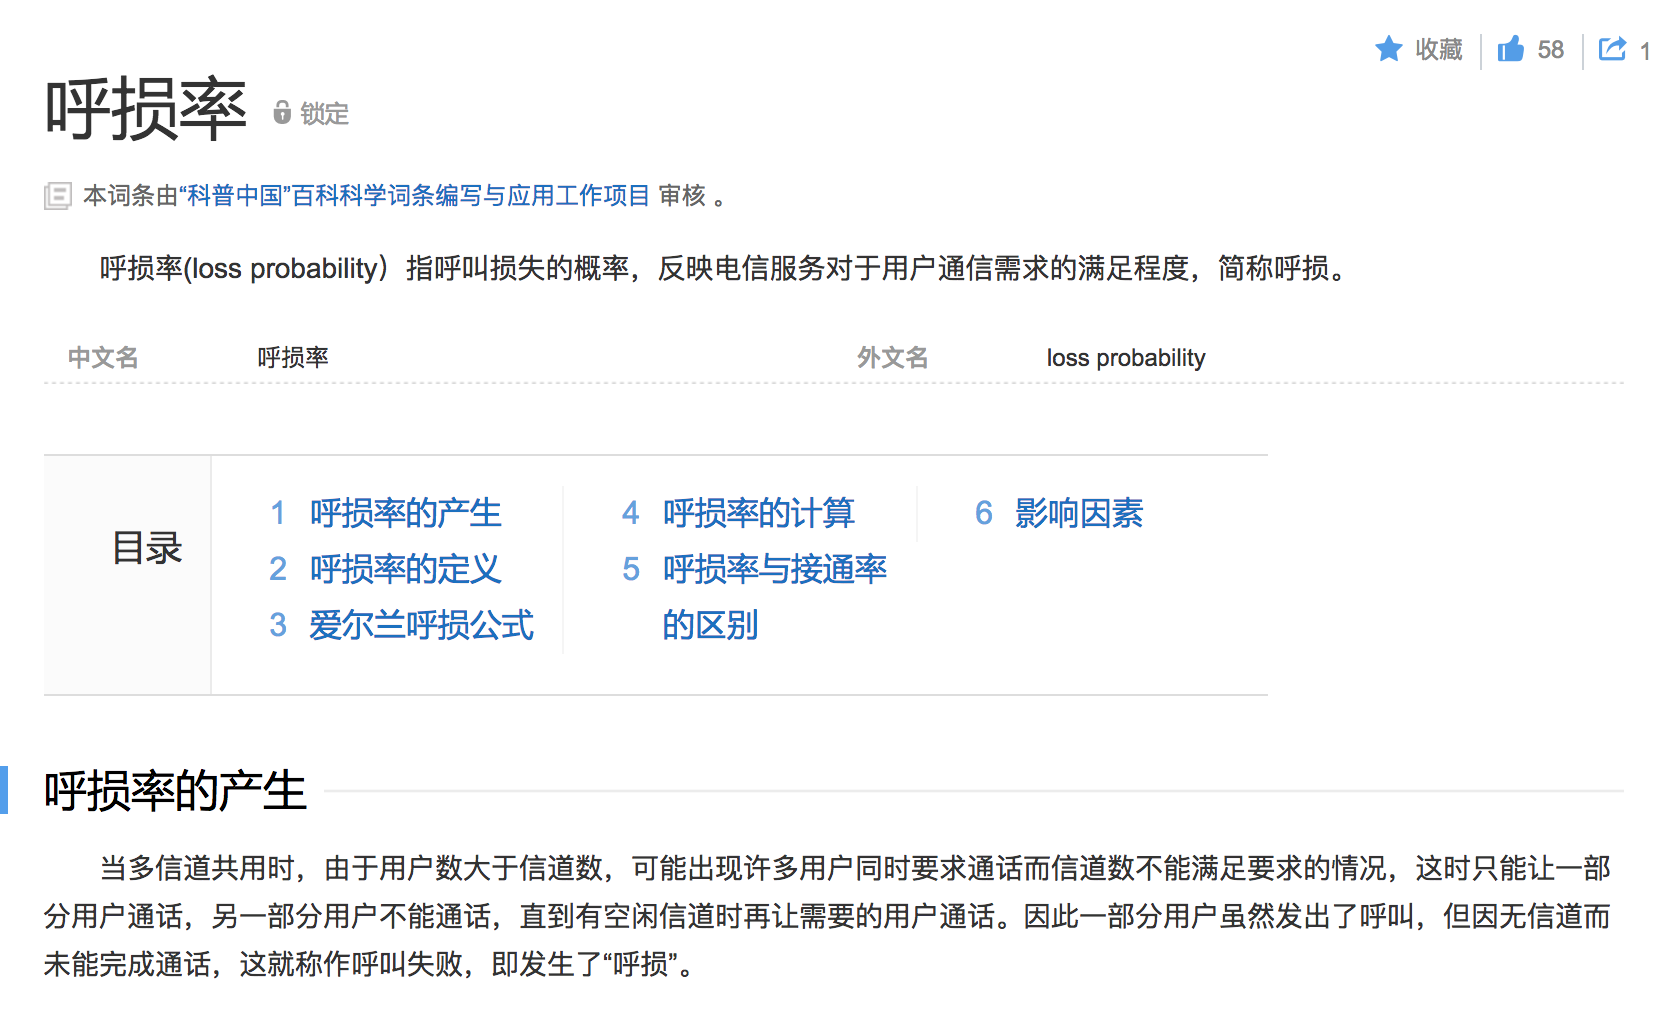 收藏 58 1
呼损率 锁定
本词条由“科普中国”百科科学词条编写与应用工作项目 审核 。
呼损率(loss probability）指呼叫损失的概率，反映电信服务对于用户通信需求的满足程度，简称呼损。
中文名 呼损率 外文名 loss probability
目录
1 呼损率的产生
2 呼损率的定义
3 爱尔兰呼损公式
4 呼损率的计算
5 呼损率与接通率
的区别
6 影响因素
呼损率的产生
当多信道共用时，由于用户数大于信道数，可能出现许多用户同时要求通话而信道数不能满足要求的情况，这时只能让一部
分用户通话，另一部分用户不能通话，直到有空闲信道时再让需要的用户通话。因此一部分用户虽然发出了呼叫，但因无信道而
未能完成通话，这就称作呼叫失败，即发生了“呼损”。